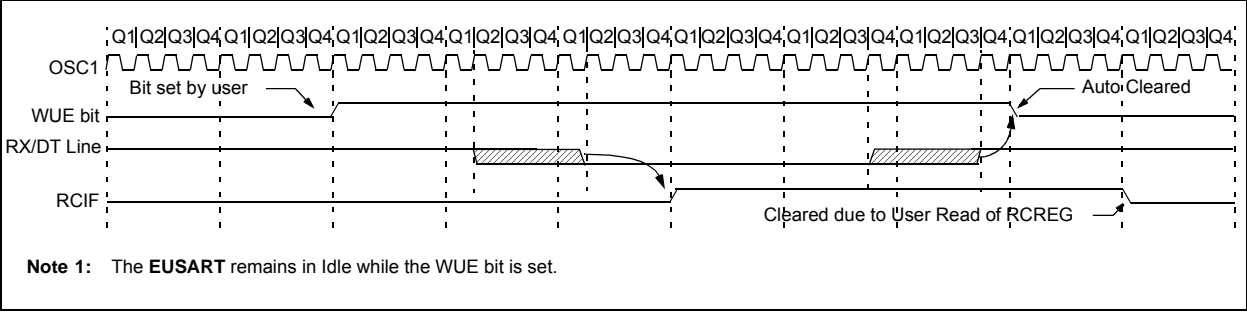 Q1 Q2 Q3 Q4 Q1 Q2 Q3 Q4 Q1 Q2 Q3 Q4 Q1 Q2 Q3 Q4 Q1 Q2 Q3 Q4 Q1 Q2 Q3 Q4 Q1 Q2 Q3 Q4 Q1 Q2 Q3 Q4 Q1 Q2 Q3 Q4 Q1 Q2 Q3 Q4
OSC1
Bit set by user
Auto Cleared
WUE bit
RX/DT Line
RCIF
Cleared due to User Read of RCREG
Note 1: The EUSART remains in Idle while the WUE bit is set.